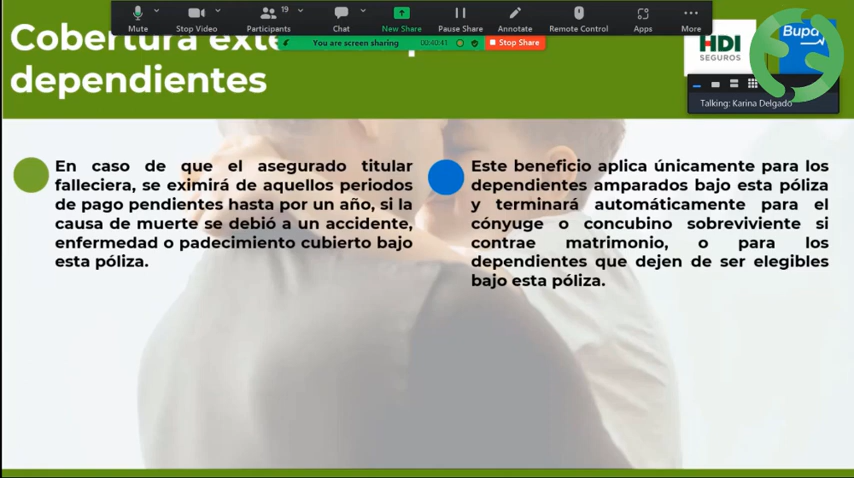 19
Mute
Stop Video
Participants
Chat
New Share
Pause Share
Annotate
Remote Control
Apps
More
You are screen sharing
00:40:41
Stop Share
Cobertura
dependientes
HDI
SEGUROS
Bupa
Talking: Karina Delgado
En caso de que el asegurado titular
falleciera, se eximirá de aquellos periodos
de pago pendientes hasta por un año, si la
causa de muerte se debió a un accidente,
enfermedad o padecimiento cubierto bajo
esta póliza.
Este beneficio aplica únicamente para los
dependientes amparados bajo esta póliza
y terminará automáticamente para el
cónyuge o concubino sobreviviente si
contrae matrimonio, o para los
dependientes que dejen de ser elegibles
bajo esta póliza.